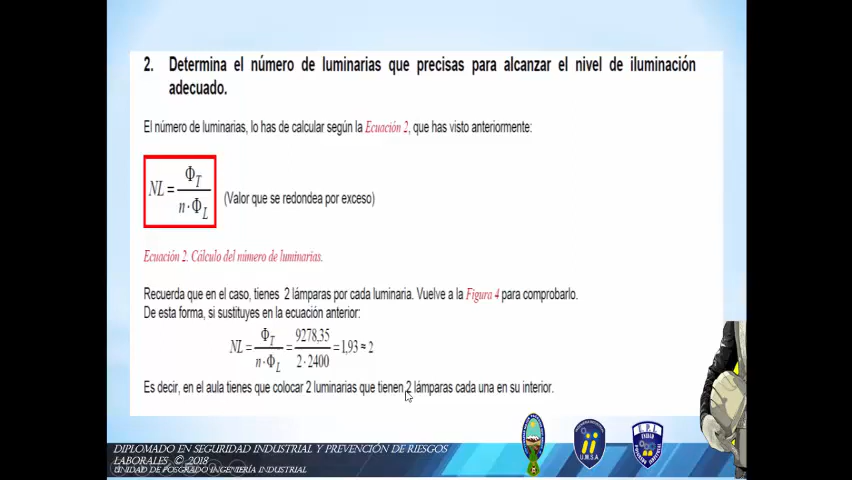 2. Determina el número de luminarias que precisas para alcanzar el nivel de iluminación
adecuado.
El número de luminarias, lo has de calcular según la Ecuación 2, que has visto anteriormente:
NL = Φ_T / n · Φ_L (Valor que se redondea por exceso)
Ecuación 2. Cálculo del número de luminarias.
Recuerda que en el caso, tienes 2 lámparas por cada luminaria. Vuelve a la Figura 4 para comprobarlo.
De esta forma, si sustituyes en la ecuación anterior:
NL = Φ_T / n · Φ_L = 9278,35 / 2 · 2400 = 1,93 ≈ 2
Es decir, en el aula tienes que colocar 2 luminarias que tienen 2 lámparas cada una en su interior.
DIPLOMADO EN SEGURIDAD INDUSTRIAL Y PREVENCIÓN DE RIESGOS
LABORALES © 2018
UNIDAD DE POSGRADO INGENIERÍA INDUSTRIAL
U.M.S.A.